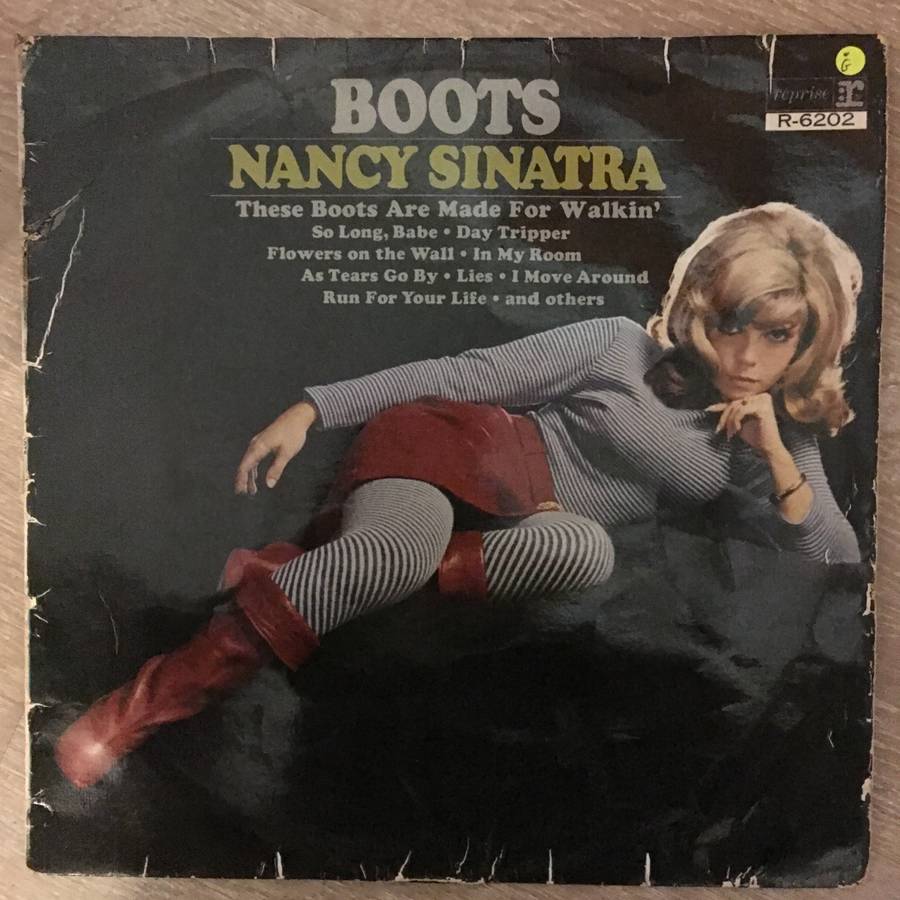 BOOTS
NANCY SINATRA
These Boots Are Made For Walkin'
So Long, Babe • Day Tripper
Flowers on the Wall • In My Room
As Tears Go By • Lies • I Move Around
Run For Your Life • and others
G
reprise r:
R-6202